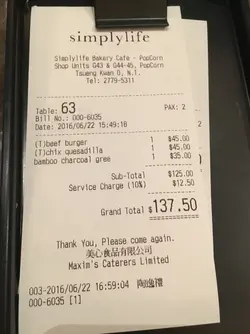 simplylife
Simplylife Bakery Cafe - PopCorn
Shop Units G43 & G44-45, PopCorn
Tseung Kwan O, N.T.
Tel: 2779-5311
Table: 63 PAX: 2
Bill No.: 000-6035
Date: 2016/06/22 15:49:18
(T)beef burger 1 $45.00
(T)chix quesadilla 1 $45.00
bamboo charcoal gree 1 $35.00
Sub-Total $125.00
Service Charge (10%) $12.50
Grand Total $137.50
Thank You, Please come again.
美心食品有限公司
Maxim's Caterers Limited
003-2016/06/22 16:59:04
000-6035 [1]